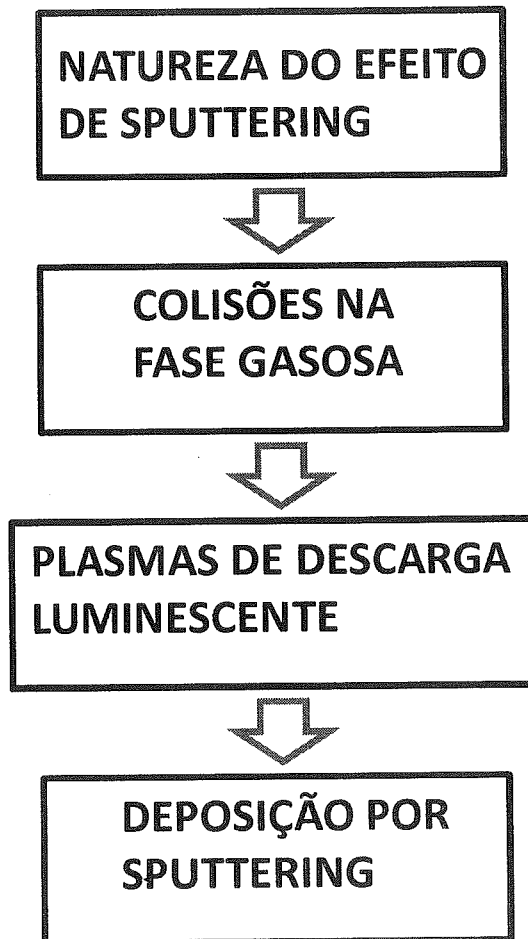 NATUREZA DO EFEITO
DE SPUTTERING
COLISÕES NA
FASE GASOSA
PLASMAS DE DESCARGA
LUMINESCENTE
DEPOSIÇÃO POR
SPUTTERING